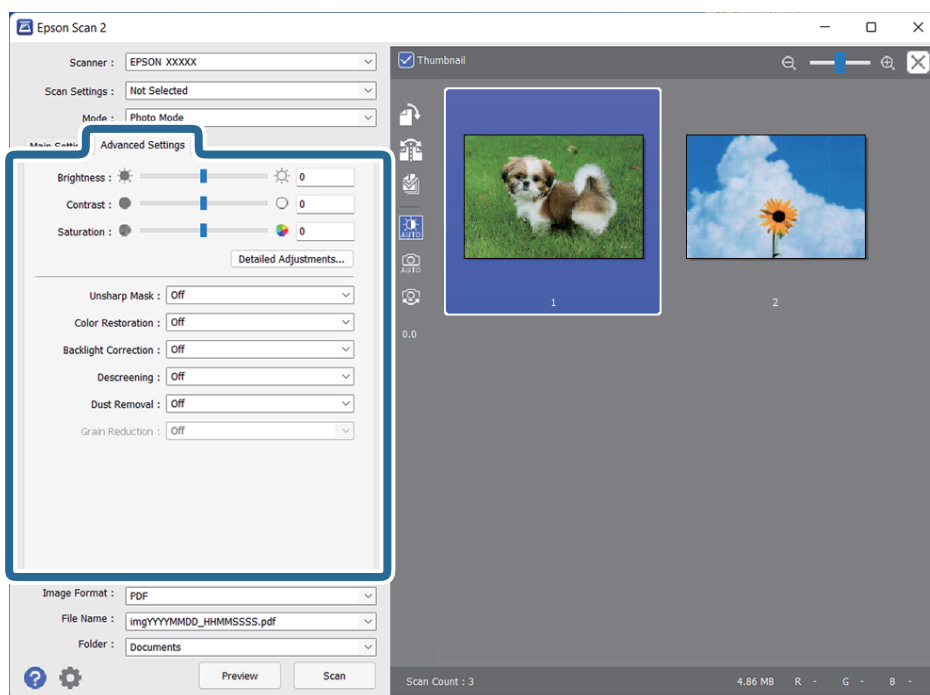 Epson Scan 2
Scanner : EPSON XXXXX
Scan Settings : Not Selected
Mode : Photo Mode
Advanced Settings
Brightness : 0
Contrast : 0
Saturation : 0
Detailed Adjustments...
Unsharp Mask : Off
Color Restoration : Off
Backlight Correction : Off
Descreening : Off
Dust Removal : Off
Grain Reduction : Off
Image Format : PDF
File Name : imgYYYYMMDD_HHMMSSSS.pdf
Folder : Documents
?
Preview
Scan
Thumbnail
AUTO
AUTO
0.0
1
2
Scan Count : 3
4.86 MB R - G - B -